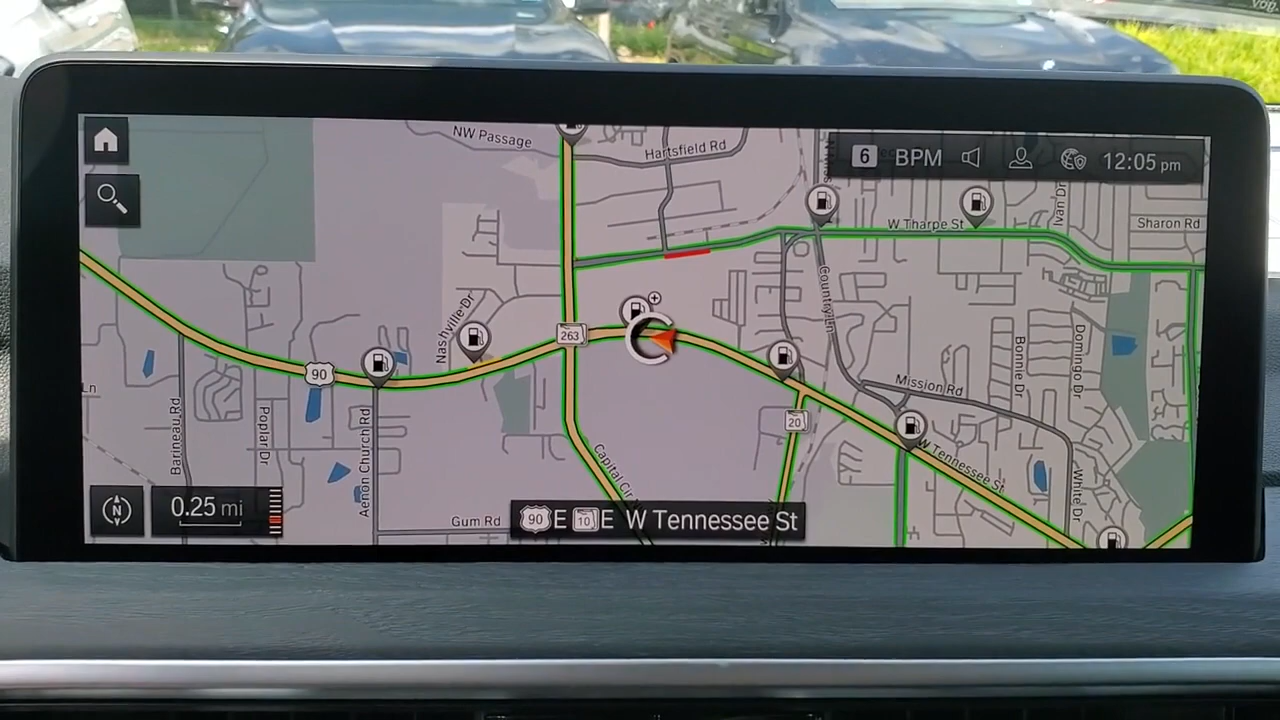 NW Passage
Hartsfield Rd
6 BPM 12:05 pm
Ivan Dr
W Tharpe St
Sharon Rd
Nashville Dr
263
Country Ln
90
Ln
Barineau Rd
Poplar Dr
Aenon Church Rd
Mission Rd
Bonnie Dr
Domingo Dr
20
Capital Cir
W Tennessee St
White Dr
0.25 mi
Gum Rd
90 E 10 E W Tennessee St